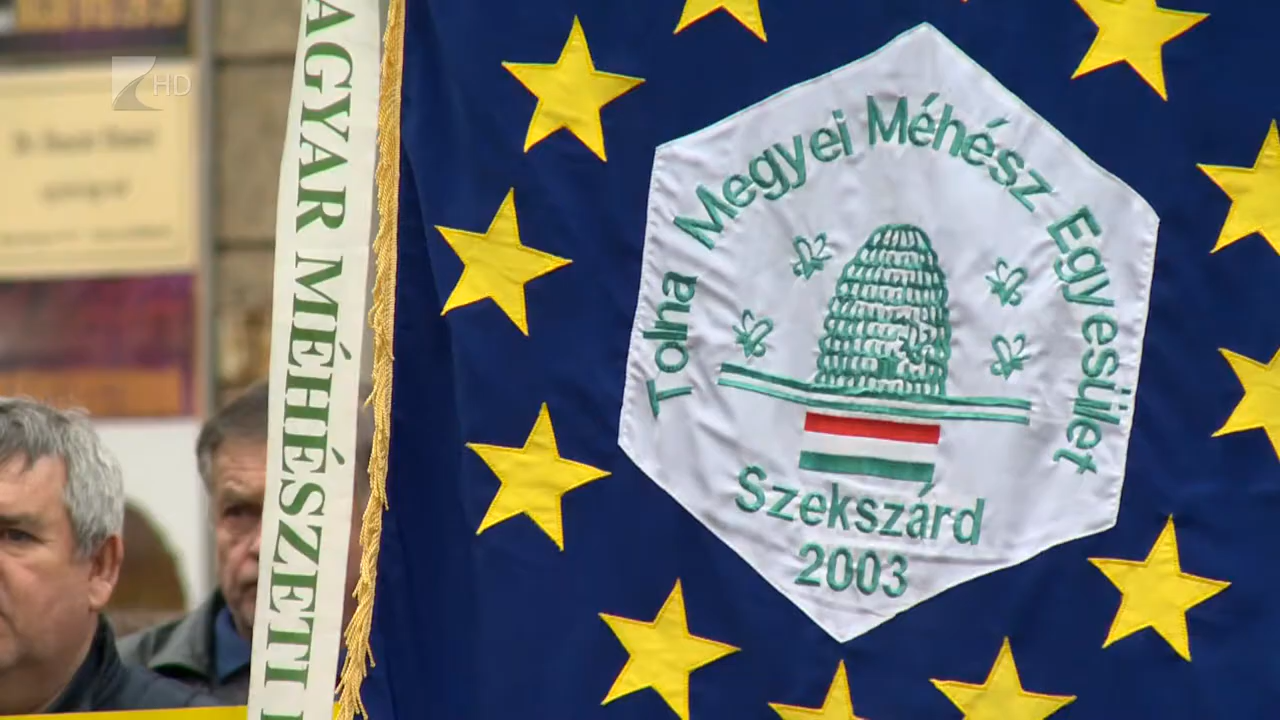 HD
AGYAR MÉHÉSZETI
Tolna Megyei Méhész Egyesület
Szekszárd
2003